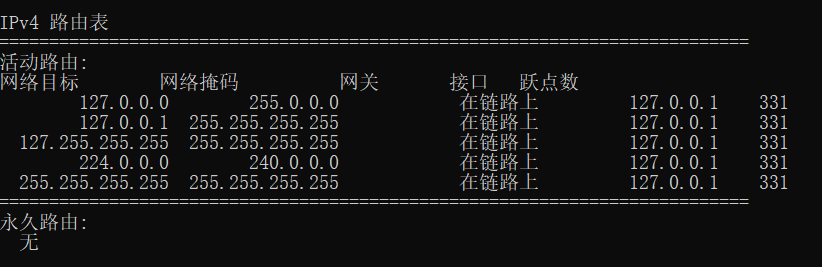 IPv4 路由表
===========================================================================
活动路由:
网络目标        网络掩码          网关       接口   跃点数
        127.0.0.0        255.0.0.0            在链路上         127.0.0.1    331
        127.0.0.1  255.255.255.255            在链路上         127.0.0.1    331
  127.255.255.255  255.255.255.255            在链路上         127.0.0.1    331
        224.0.0.0        240.0.0.0            在链路上         127.0.0.1    331
  255.255.255.255  255.255.255.255            在链路上         127.0.0.1    331
===========================================================================
永久路由:
  无